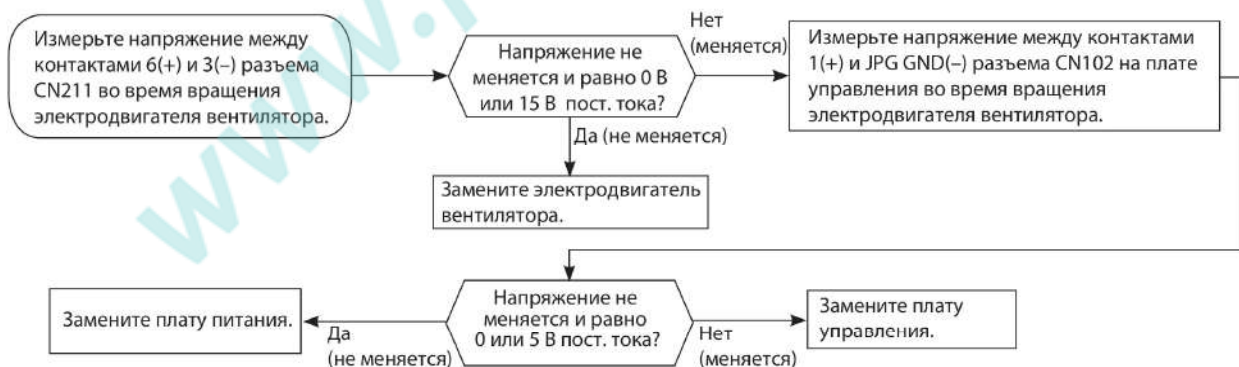 Измерьте напряжение между
контактами 6(+) и 3(–) разъема
CN211 во время вращения
электродвигателя вентилятора.
Напряжение не
меняется и равно 0 В
или 15 В пост. тока?
Нет
(меняется)
Измерьте напряжение между контактами
1(+) и JPG GND(–) разъема CN102 на плате
управления во время вращения
электродвигателя вентилятора.
Да (не меняется)
Замените электродвигатель
вентилятора.
Напряжение не
меняется и равно
0 или 5 В пост. тока?
Да
(не меняется)
Замените плату питания.
Нет
(меняется)
Замените плату
управления.
www.